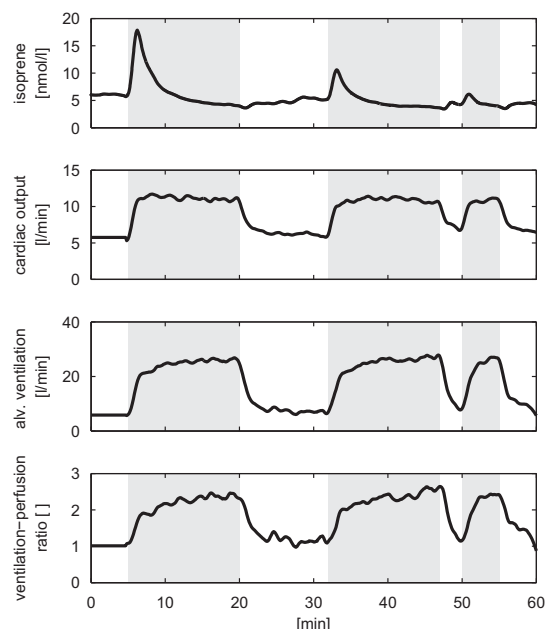 isoprene
[nmol/l]
20
15
10
5
0
cardiac output
[l/min]
15
10
5
0
alv. ventilation
[l/min]
40
20
0
ventilation−perfusion
ratio [ ]
3
2
1
0
0 10 20 30 40 50 60
[min]